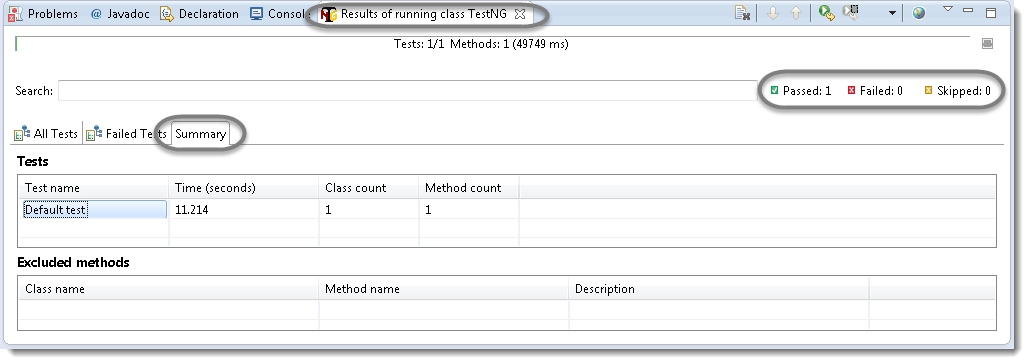 Problems @ Javadoc Declaration Console Results of running class TestNG
Tests: 1/1 Methods: 1 (49749 ms)
Search: Passed: 1 Failed: 0 Skipped: 0
All Tests Failed Tests Summary
Tests
Test name Time (seconds) Class count Method count
Default test 11.214 1 1
Excluded methods
Class name Method name Description